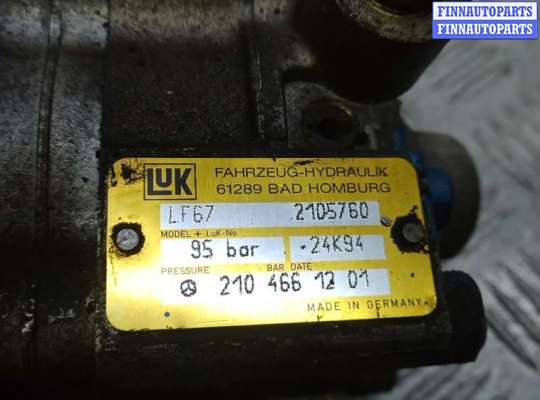 FINNAUTOPARTS
FINNAUTOPARTS
LUK
FAHRZEUG-HYDRAULIK
61289 BAD HOMBURG
LF67 2105760
MODEL + LuK-No.
95 bar -24K94
PRESSURE BAR DATE
210 466 12 01
MADE IN GERMANY